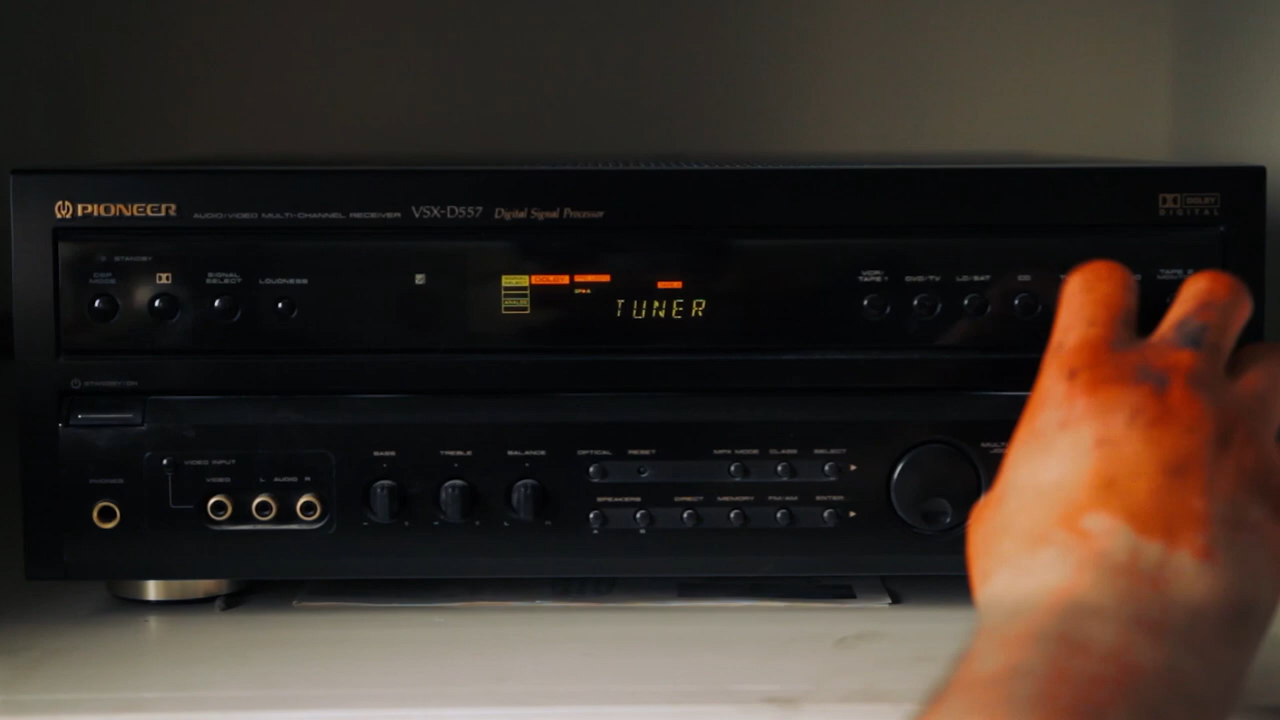 PIONEER AUDIO/VIDEO MULTI-CHANNEL RECEIVER VSX-D557 Digital Signal Processor
DOLBY
DIGITAL
STANDBY
DSP MODE
SIGNAL SELECT
LOUDNESS
SIGNAL SELECT
ANALOG
DOLBY
TUNER
VCR/ TAPE 1
DVD/TV
LD/SAT
CD
TAPE 2
STANDBY/ON
PHONES
VIDEO INPUT
VIDEO
L AUDIO R
BASS
TREBLE
BALANCE
OPTICAL
RESET
MPX MODE
CLASS
SELECT
SPEAKERS
DIRECT
MEMORY
FM/AM
ENTER
A
B